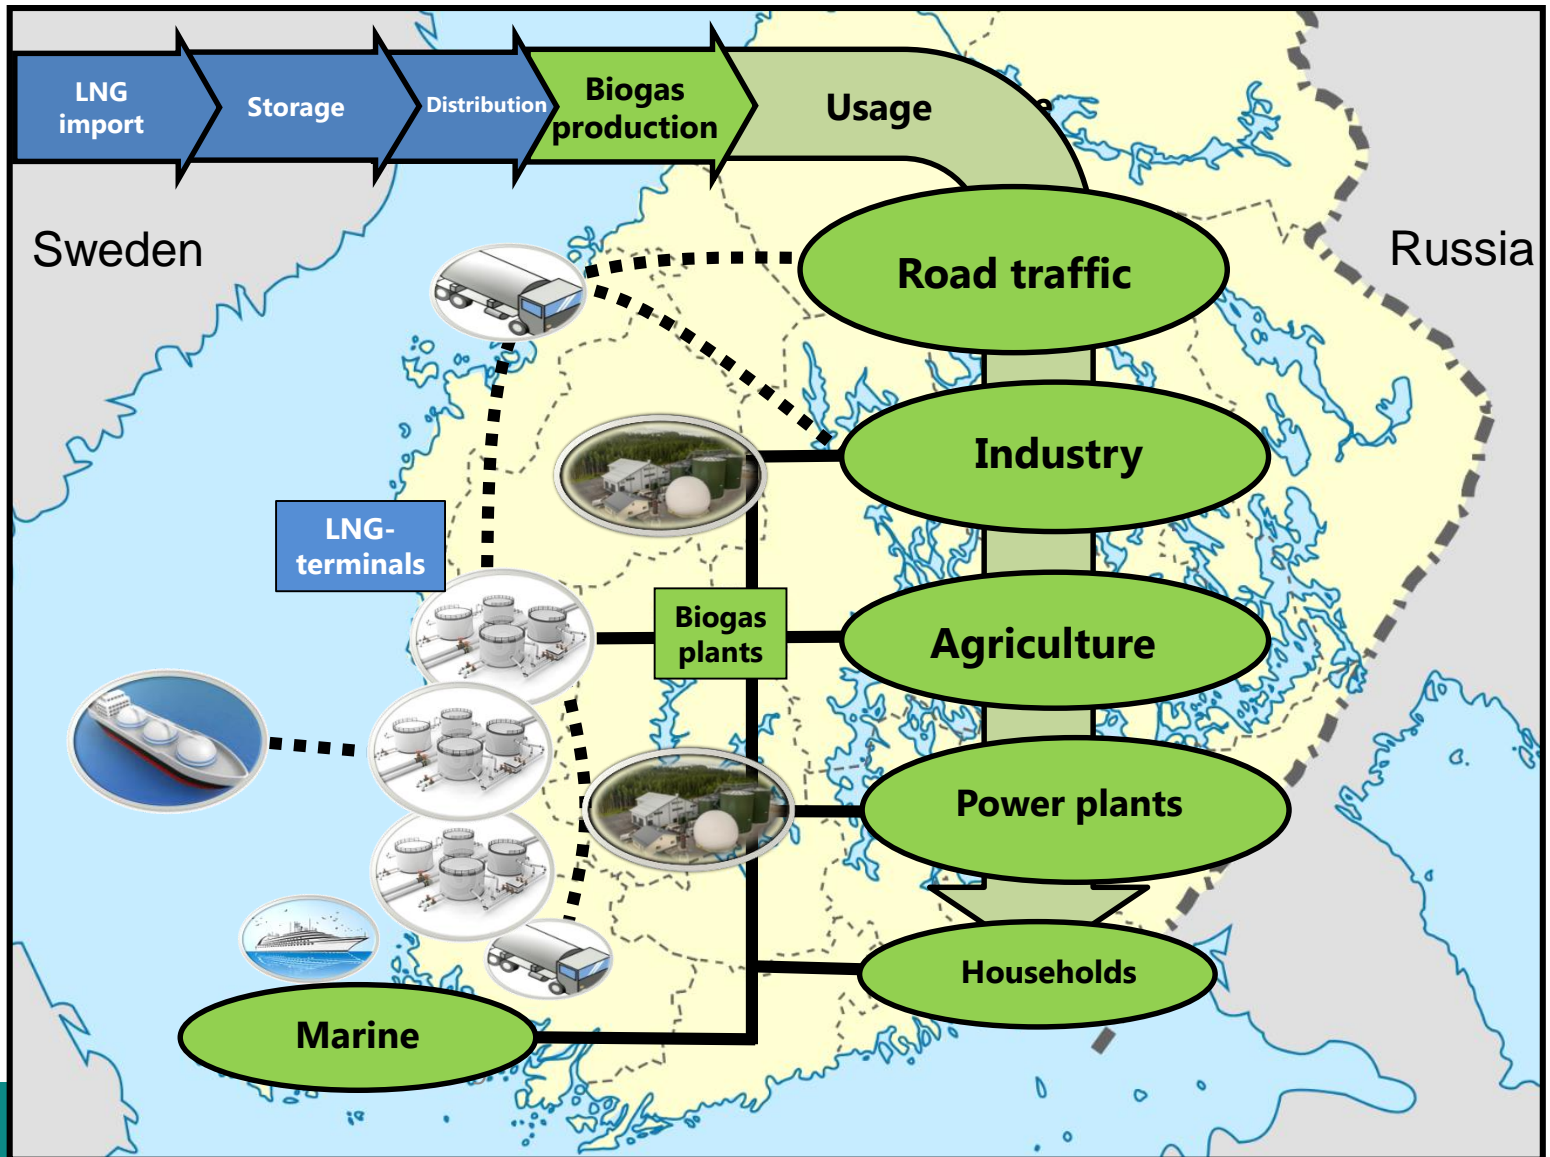 LNG
import
Storage
Distribution
Biogas
production
Usage
Sweden
Russia
Road traffic
Industry
LNG-
terminals
Biogas
plants
Agriculture
Power plants
Households
Marine